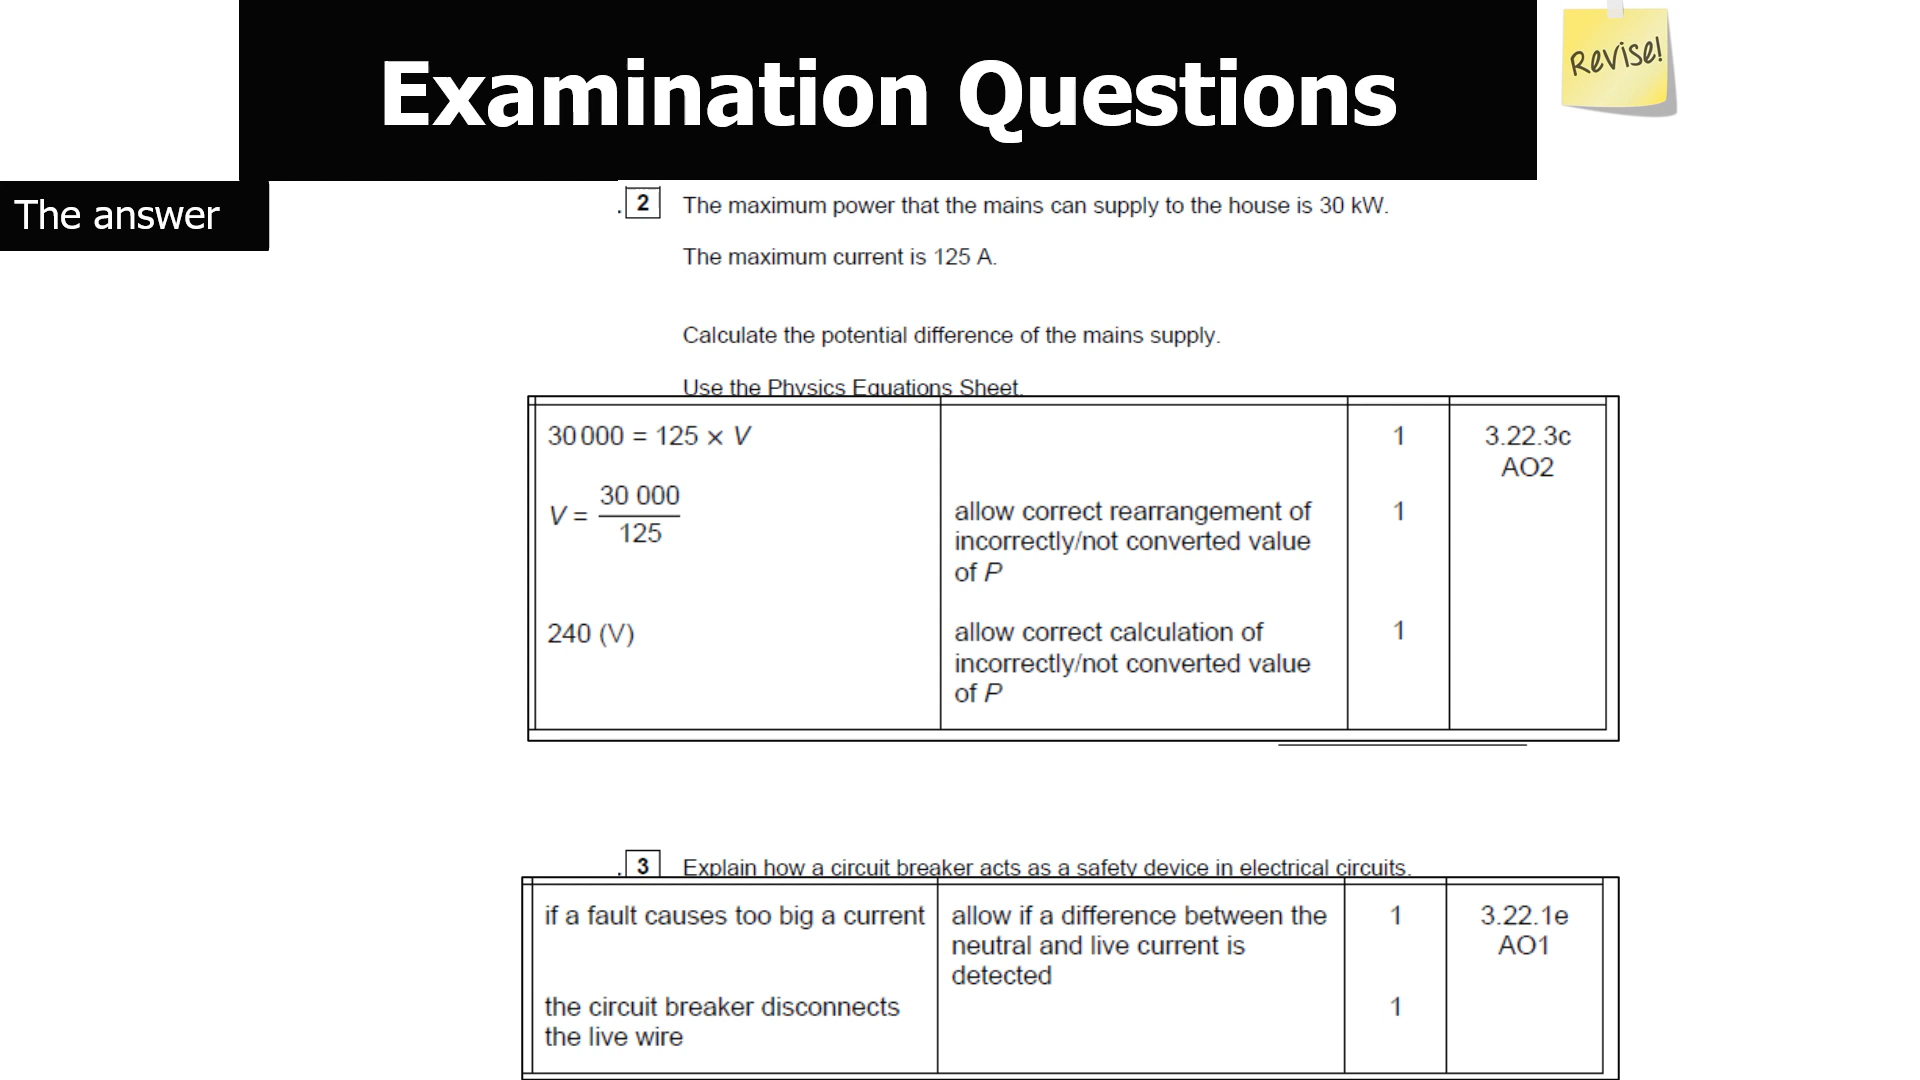 Examination Questions
Revise!
The answer
. 2 The maximum power that the mains can supply to the house is 30 kW.
The maximum current is 125 A.
Calculate the potential difference of the mains supply.
Use the Physics Equations Sheet.
30 000 = 125 × V 1 3.22.3c
AO2
V = 30 000 / 125 allow correct rearrangement of 1
incorrectly/not converted value
of P
240 (V) allow correct calculation of 1
incorrectly/not converted value
of P
. 3 Explain how a circuit breaker acts as a safety device in electrical circuits.
if a fault causes too big a current allow if a difference between the 1 3.22.1e
neutral and live current is AO1
detected
the circuit breaker disconnects 1
the live wire